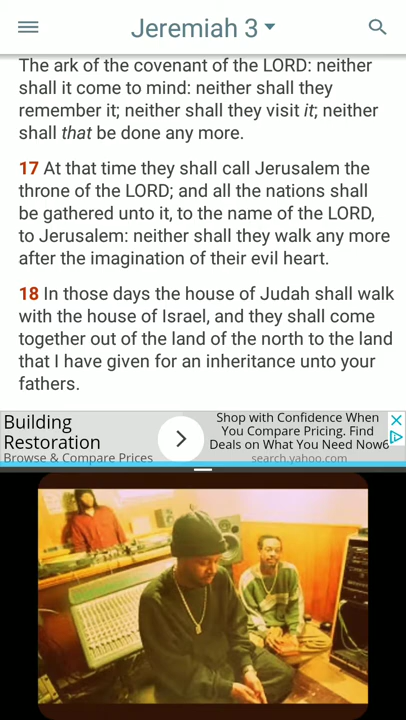 Jeremiah 3
The ark of the covenant of the LORD: neither
shall it come to mind: neither shall they
remember it; neither shall they visit it; neither
shall that be done any more.
17 At that time they shall call Jerusalem the
throne of the LORD; and all the nations shall
be gathered unto it, to the name of the LORD,
to Jerusalem: neither shall they walk any more
after the imagination of their evil heart.
18 In those days the house of Judah shall walk
with the house of Israel, and they shall come
together out of the land of the north to the land
that I have given for an inheritance unto your
fathers.
Building
Restoration
Browse & Compare Prices
Shop with Confidence When
You Compare Pricing. Find
Deals on What You Need Now6
search.yahoo.com